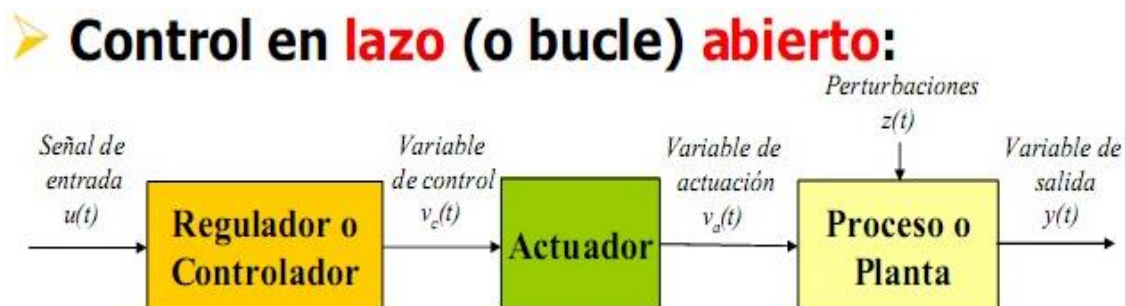 Control en lazo (o bucle) abierto:
Señal de
entrada
u(t)
Regulador o
Controlador
Variable
de control
v_c(t)
Actuador
Variable de
actuación
v_a(t)
Perturbaciones
z(t)
Proceso o
Planta
Variable de
salida
y(t)